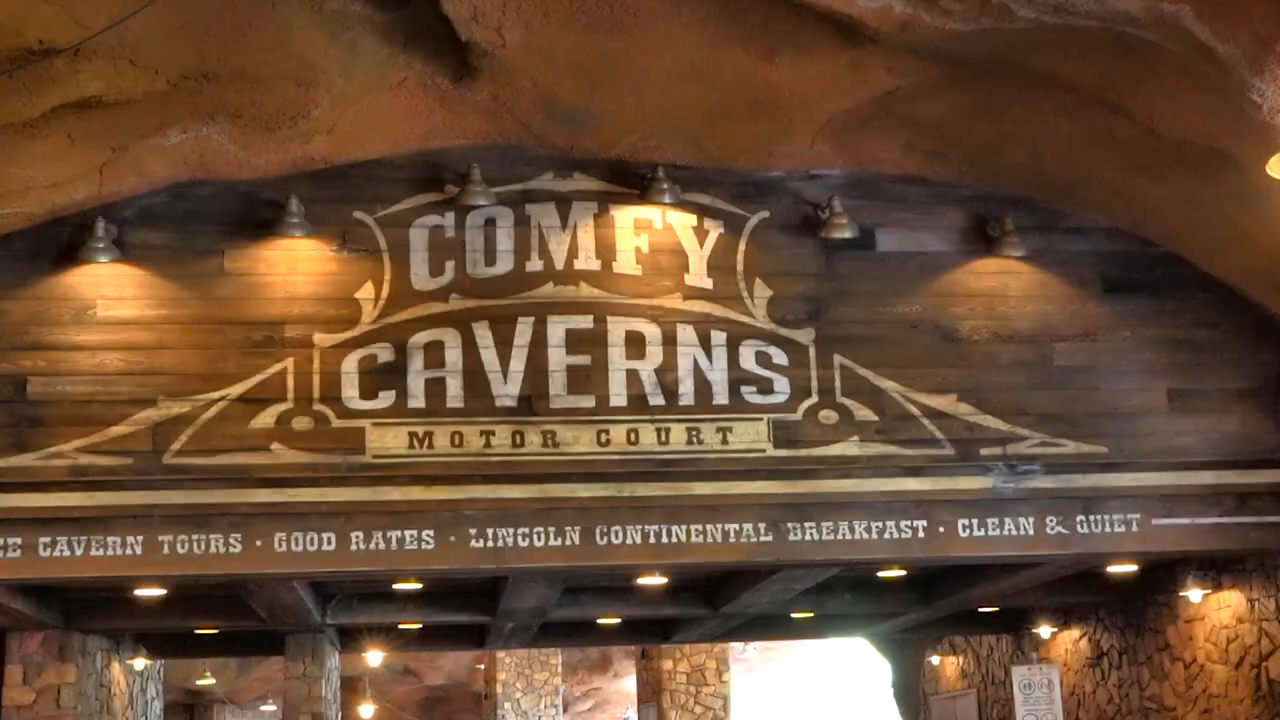 COMFY
CAVERNS
MOTOR COURT
CAVERN TOURS · GOOD RATES · LINCOLN CONTINENTAL BREAKFAST · CLEAN & QUIET